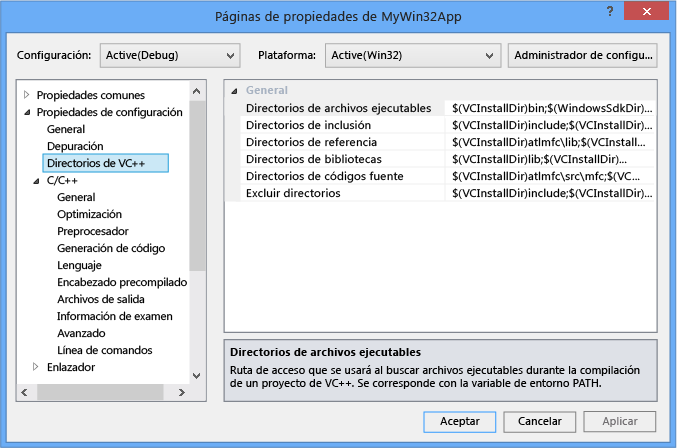 Páginas de propiedades de MyWin32App
?
Configuración: Active(Debug) Plataforma: Active(Win32) Administrador de configu...
Propiedades comunes
Propiedades de configuración
General
Depuración
Directorios de VC++
C/C++
General
Optimización
Preprocesador
Generación de código
Lenguaje
Encabezado precompilado
Archivos de salida
Información de examen
Avanzado
Línea de comandos
Enlazador
General
Directorios de archivos ejecutables $(VCInstallDir)bin;$(WindowsSdkDir)...
Directorios de inclusión $(VCInstallDir)include;$(VCInstallDir)...
Directorios de referencia $(VCInstallDir)atlmfc\lib;$(VCInstall...
Directorios de bibliotecas $(VCInstallDir)lib;$(VCInstallDir)...
Directorios de códigos fuente $(VCInstallDir)atlmfc\src\mfc;$(VC...
Excluir directorios $(VCInstallDir)include;$(VCInstallDir)...
Directorios de archivos ejecutables
Ruta de acceso que se usará al buscar archivos ejecutables durante la compilación
de un proyecto de VC++. Se corresponde con la variable de entorno PATH.
Aceptar Cancelar Aplicar